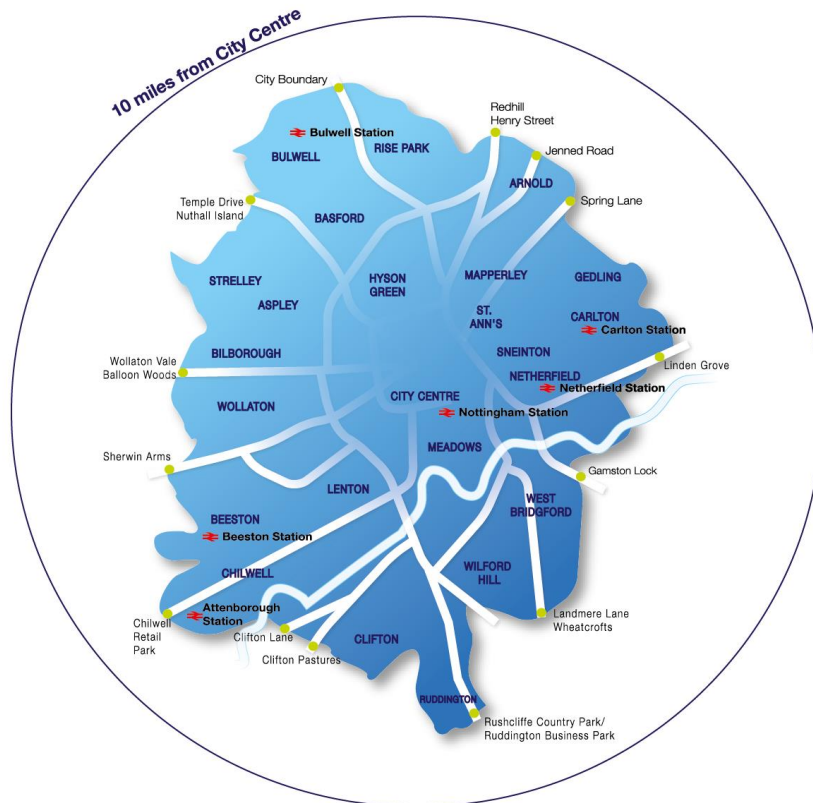 10 miles from City Centre
City Boundary
Redhill
Henry Street
Bulwell Station
RISE PARK
BULWELL
Jenned Road
ARNOLD
Temple Drive
Nuthall Island
Spring Lane
BASFORD
STRELLEY
HYSON
GREEN
MAPPERLEY
GEDLING
ASPLEY
ST.
ANN'S
CARLTON
Carlton Station
BILBOROUGH
SNEINTON
Wollaton Vale
Balloon Woods
Linden Grove
NETHERFIELD
Netherfield Station
CITY CENTRE
WOLLATON
Nottingham Station
MEADOWS
Sherwin Arms
Gamston Lock
LENTON
WEST
BRIDGFORD
BEESTON
Beeston Station
CHILWELL
WILFORD
HILL
Attenborough
Station
Chilwell
Retail
Park
Landmere Lane
Wheatcrofts
Clifton Lane
CLIFTON
Clifton Pastures
RUDDINGTON
Rushcliffe Country Park/
Ruddington Business Park